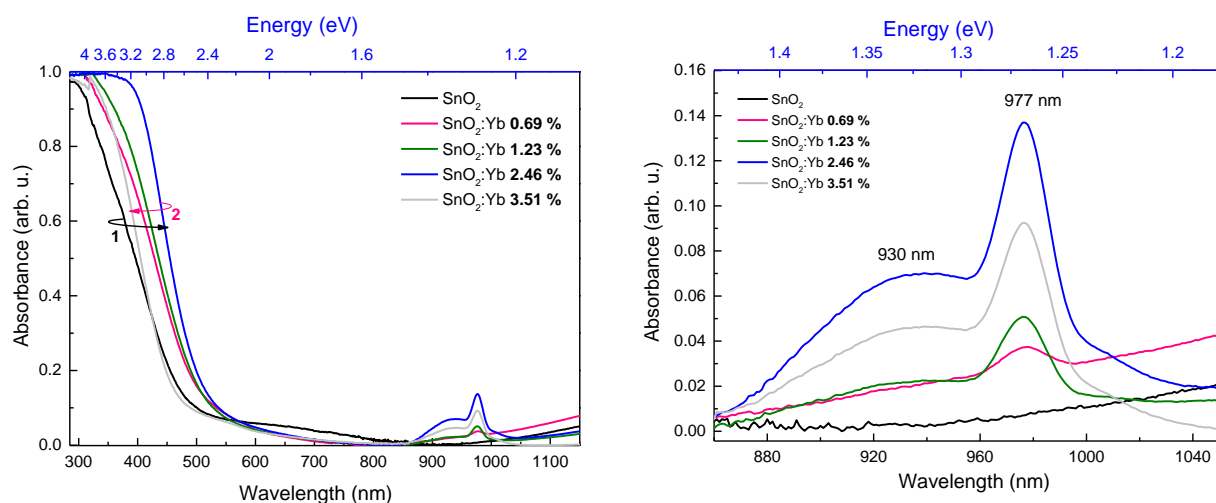 Energy (eV)
4 3.6 3.2 2.8 2.4 2 1.6 1.2
1.0
0.8
0.6
0.4
0.2
0.0
Absorbance (arb. u.)
SnO₂
SnO₂:Yb 0.69 %
SnO₂:Yb 1.23 %
SnO₂:Yb 2.46 %
SnO₂:Yb 3.51 %
2
1
300 400 500 600 700 800 900 1000 1100
Wavelength (nm)
Energy (eV)
1.4 1.35 1.3 1.25 1.2
0.16
0.14
0.12
0.10
0.08
0.06
0.04
0.02
0.00
Absorbance (arb. u.)
SnO₂
SnO₂:Yb 0.69 %
SnO₂:Yb 1.23 %
SnO₂:Yb 2.46 %
SnO₂:Yb 3.51 %
977 nm
930 nm
880 920 960 1000 1040
Wavelength (nm)